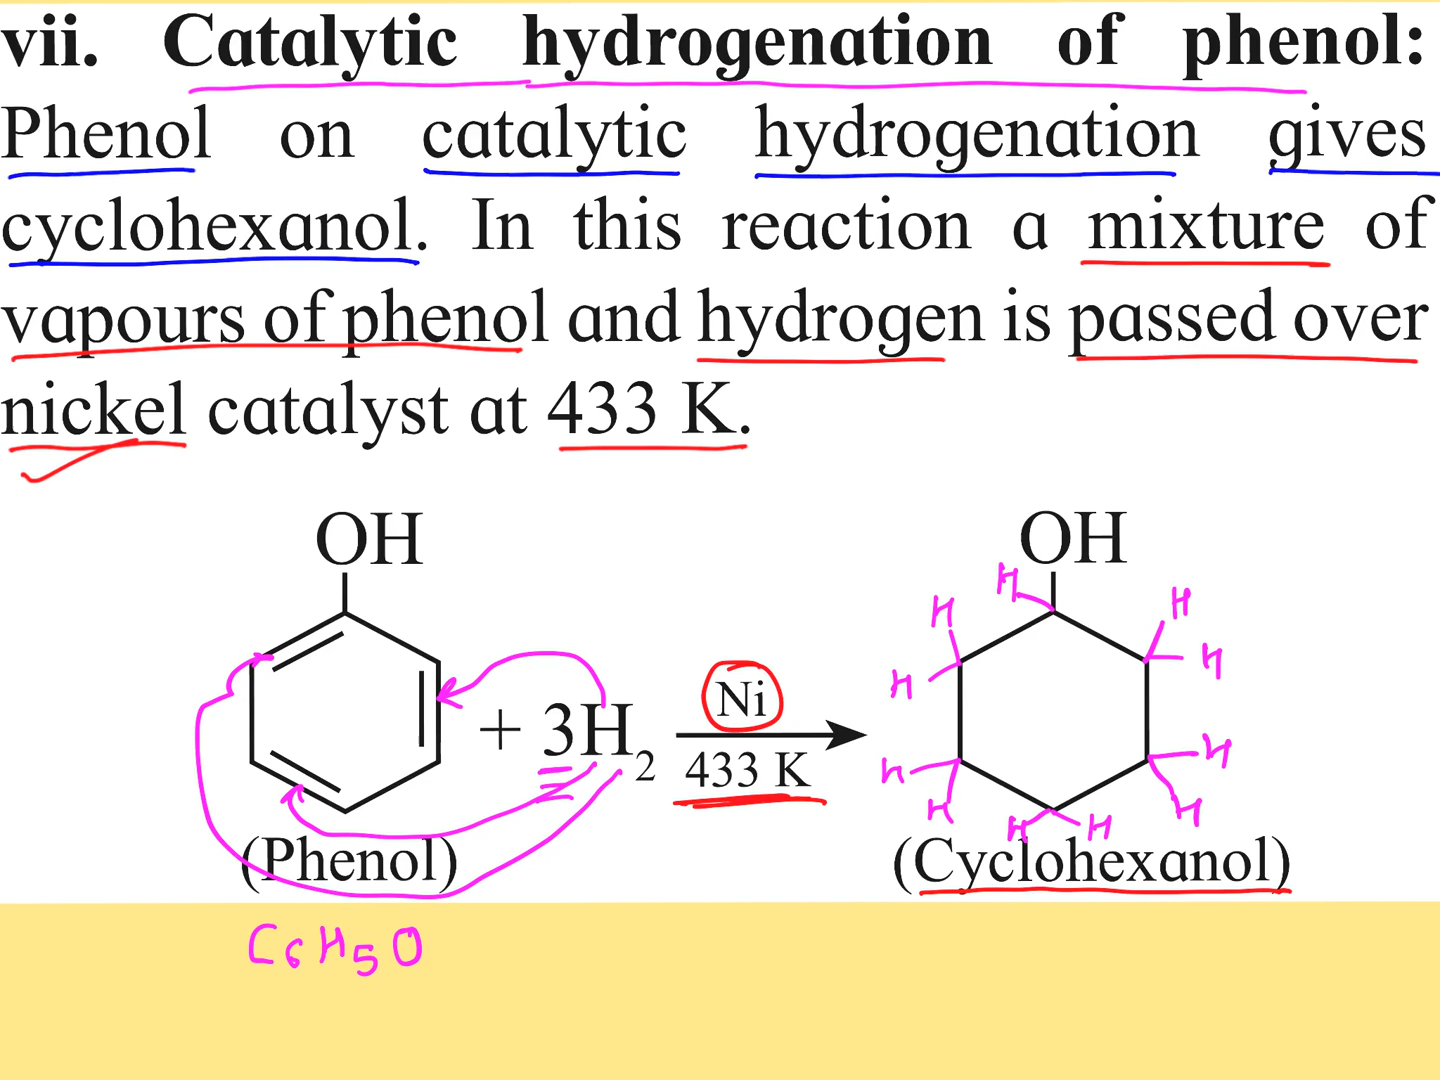 vii. Catalytic hydrogenation of phenol:
Phenol on catalytic hydrogenation gives
cyclohexanol. In this reaction a mixture of
vapours of phenol and hydrogen is passed over
nickel catalyst at 433 K.
OH
+ 3H₂
Ni
433 K
(Phenol)
OH
H
H
H
H
H
H
H
H
H
H
H
(Cyclohexanol)
C6H5O